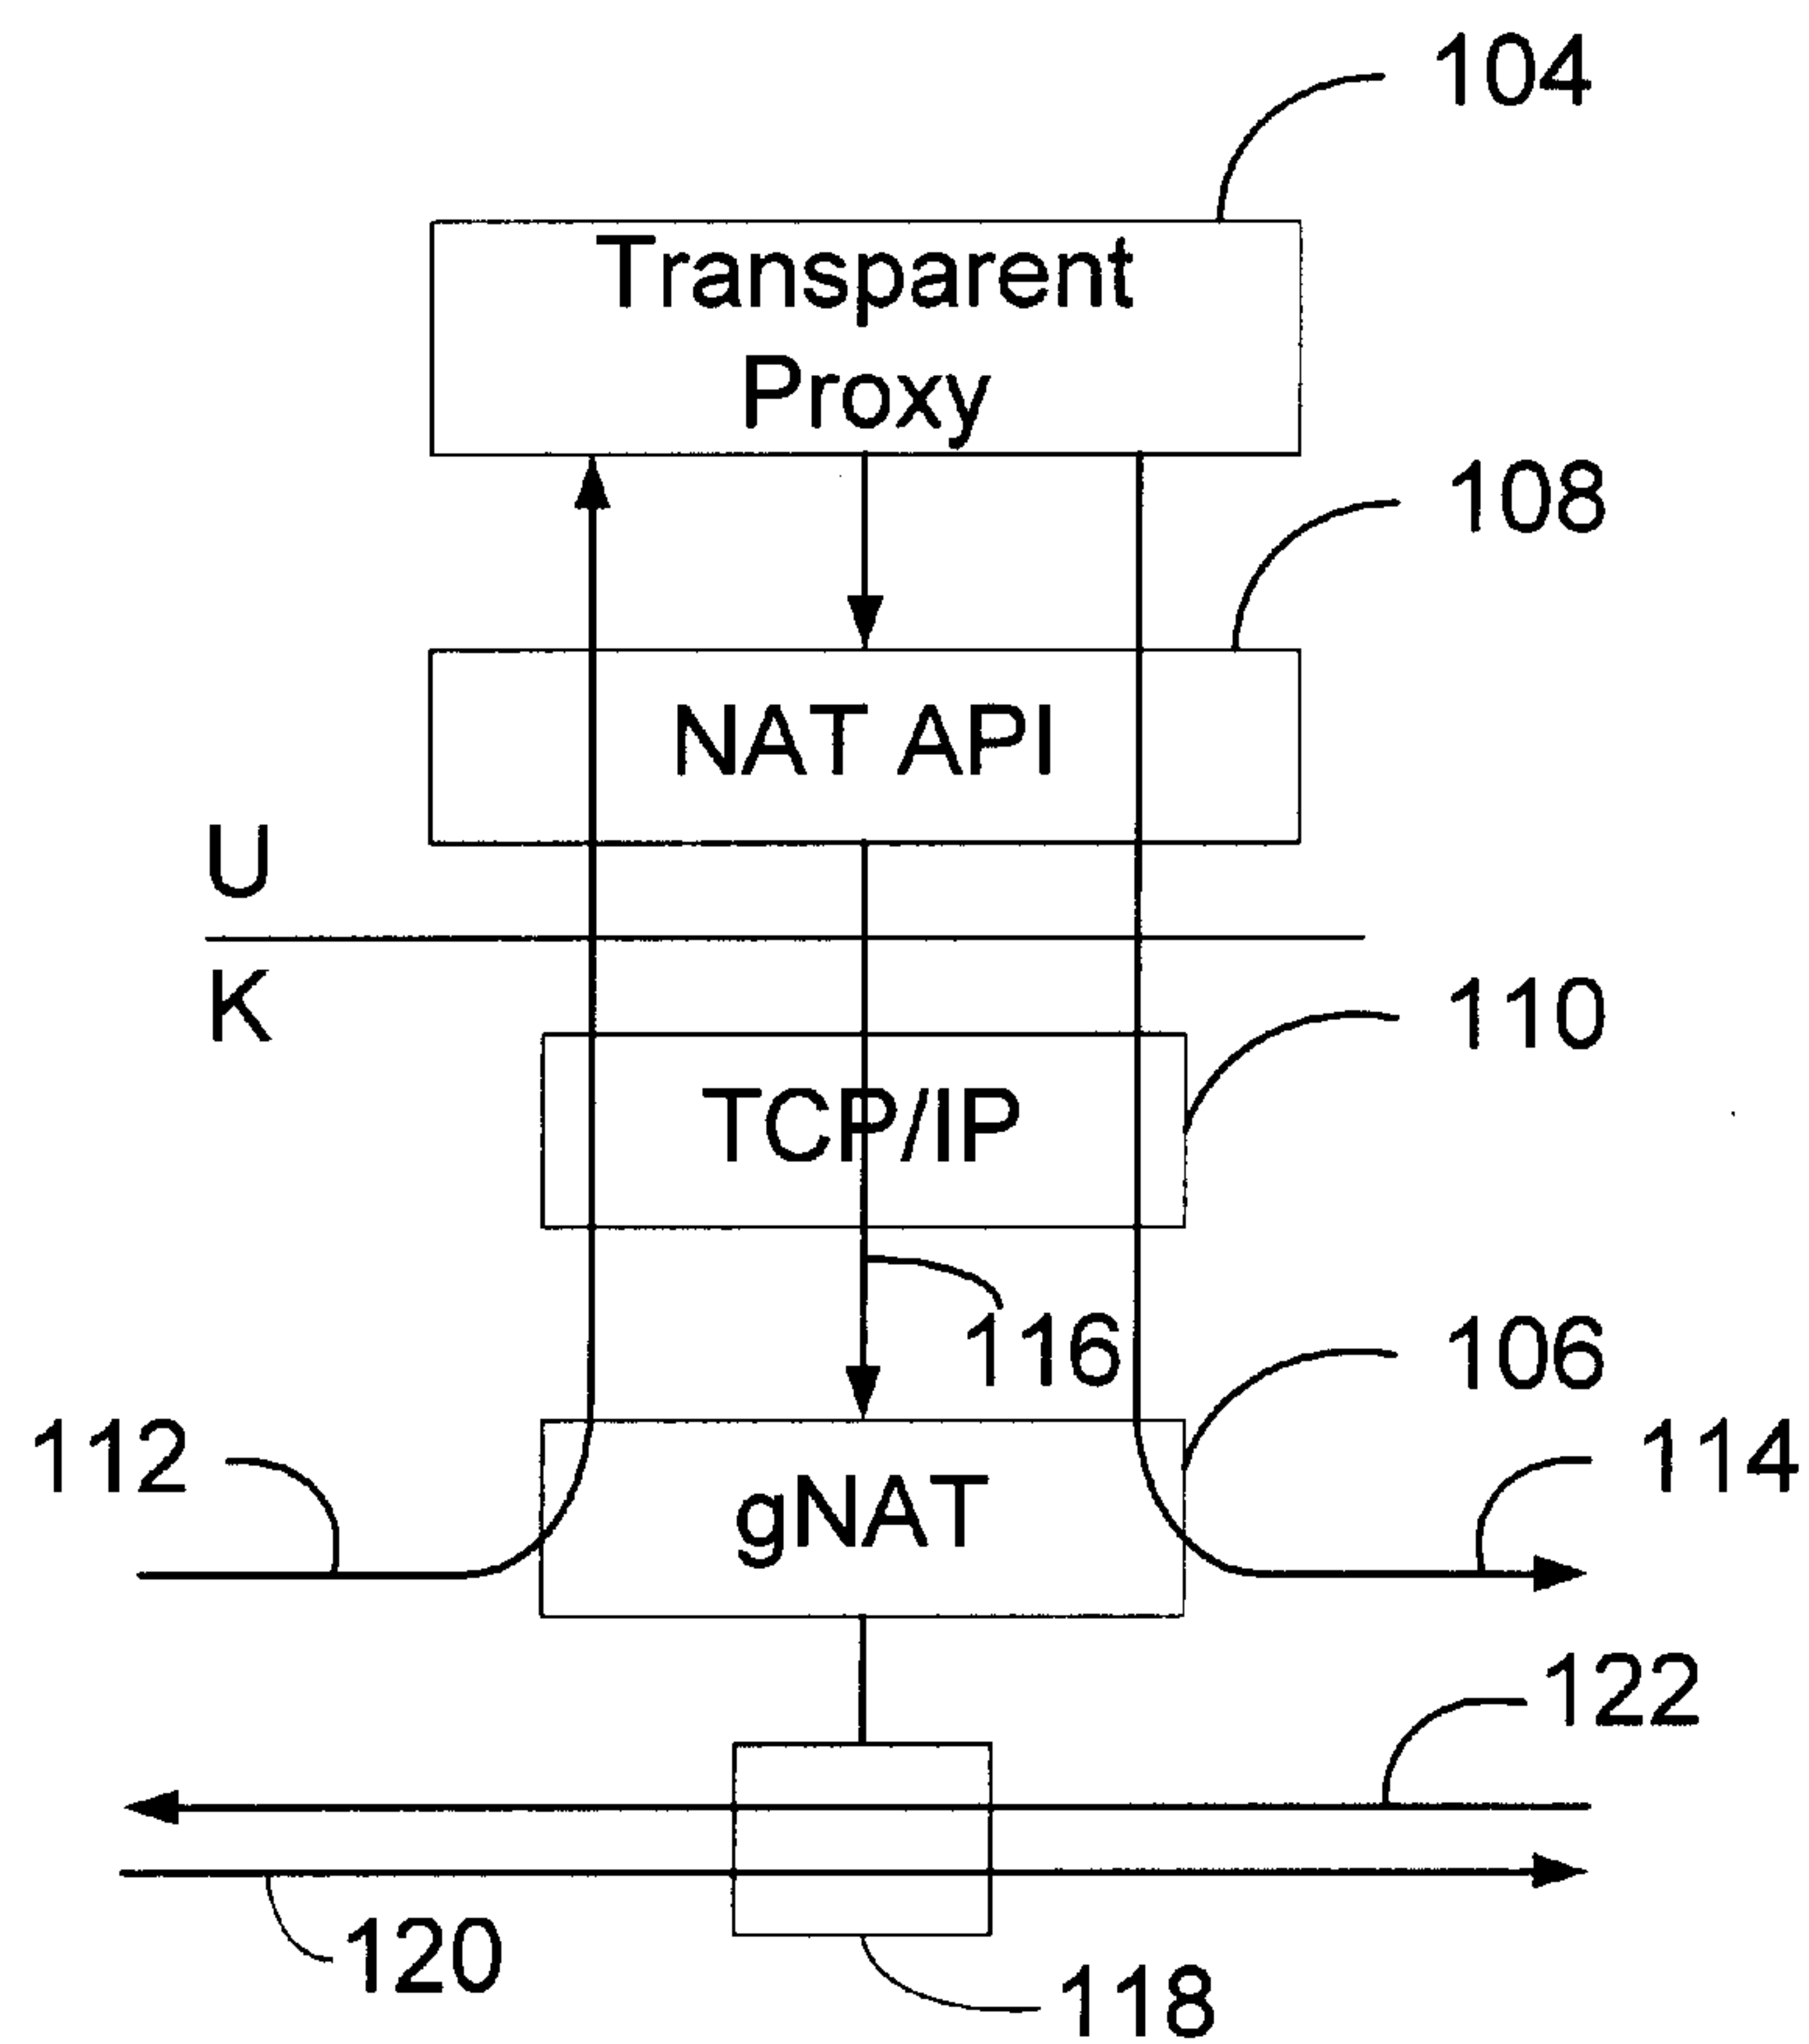 104
Transparent
Proxy
108
NAT API
U
K
110
TCP/IP
116
106
112
gNAT
114
122
120
118